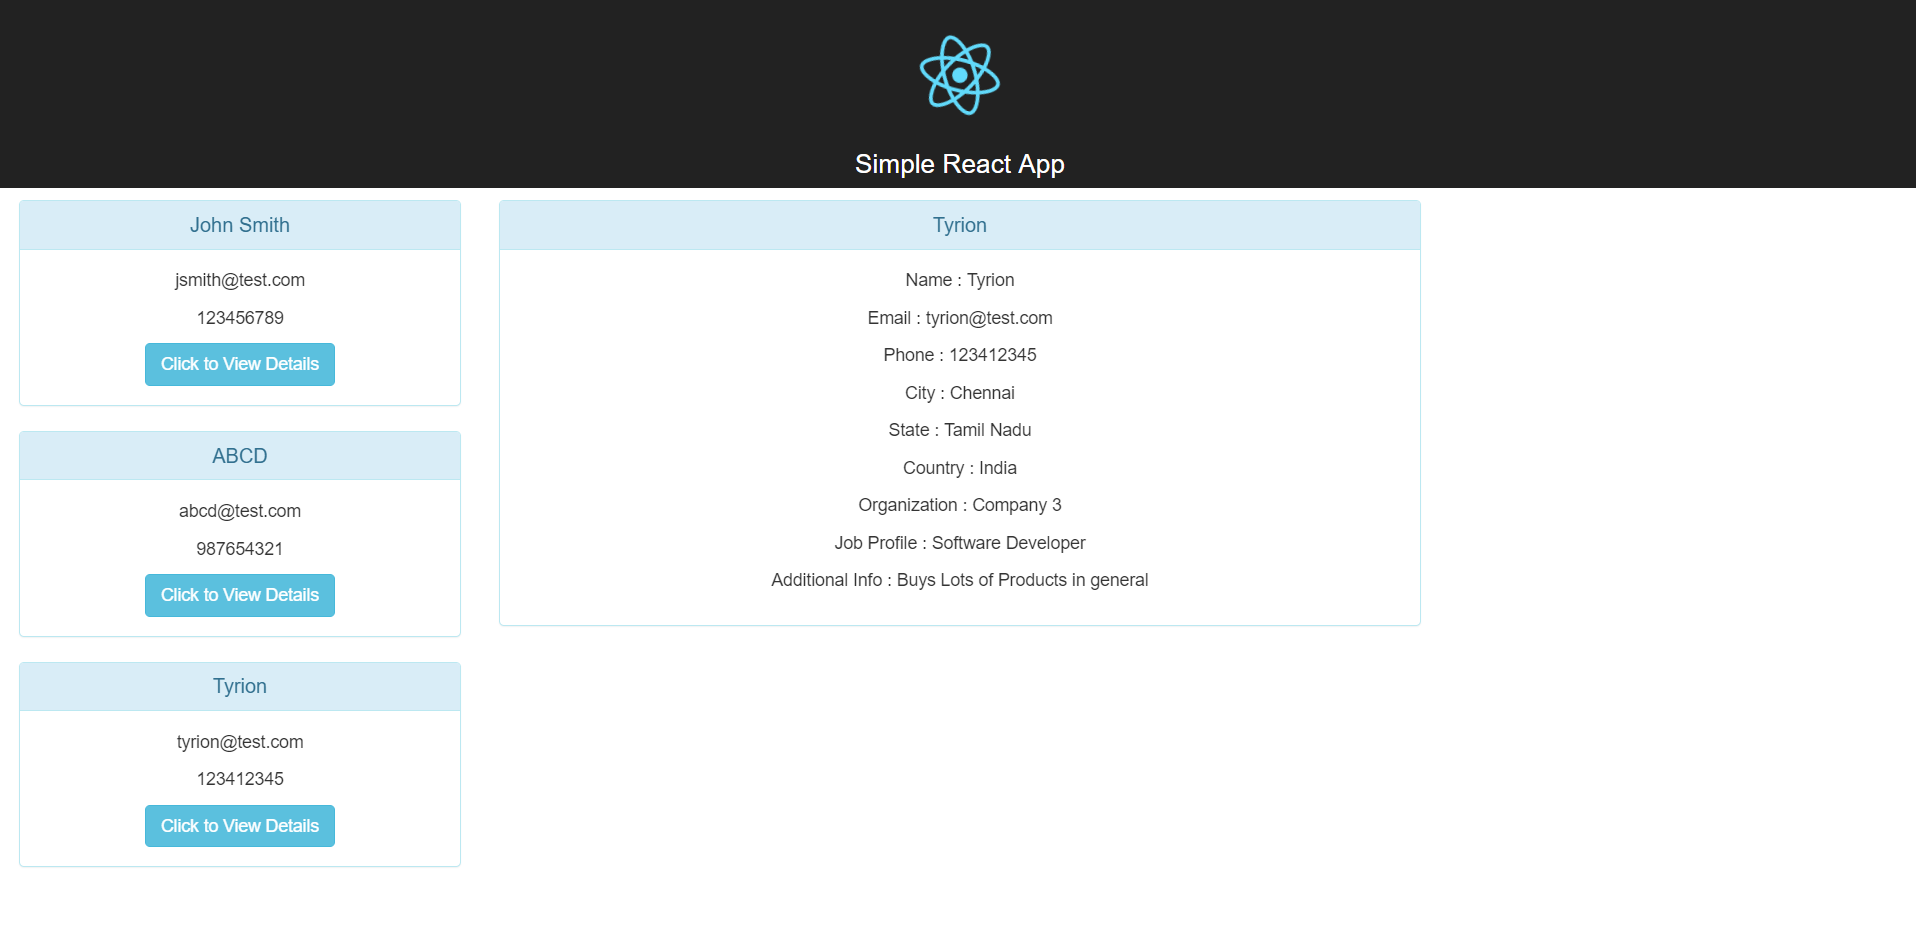 Simple React App
John Smith
jsmith@test.com
123456789
Click to View Details
ABCD
abcd@test.com
987654321
Click to View Details
Tyrion
tyrion@test.com
123412345
Click to View Details
Tyrion
Name : Tyrion
Email : tyrion@test.com
Phone : 123412345
City : Chennai
State : Tamil Nadu
Country : India
Organization : Company 3
Job Profile : Software Developer
Additional Info : Buys Lots of Products in general